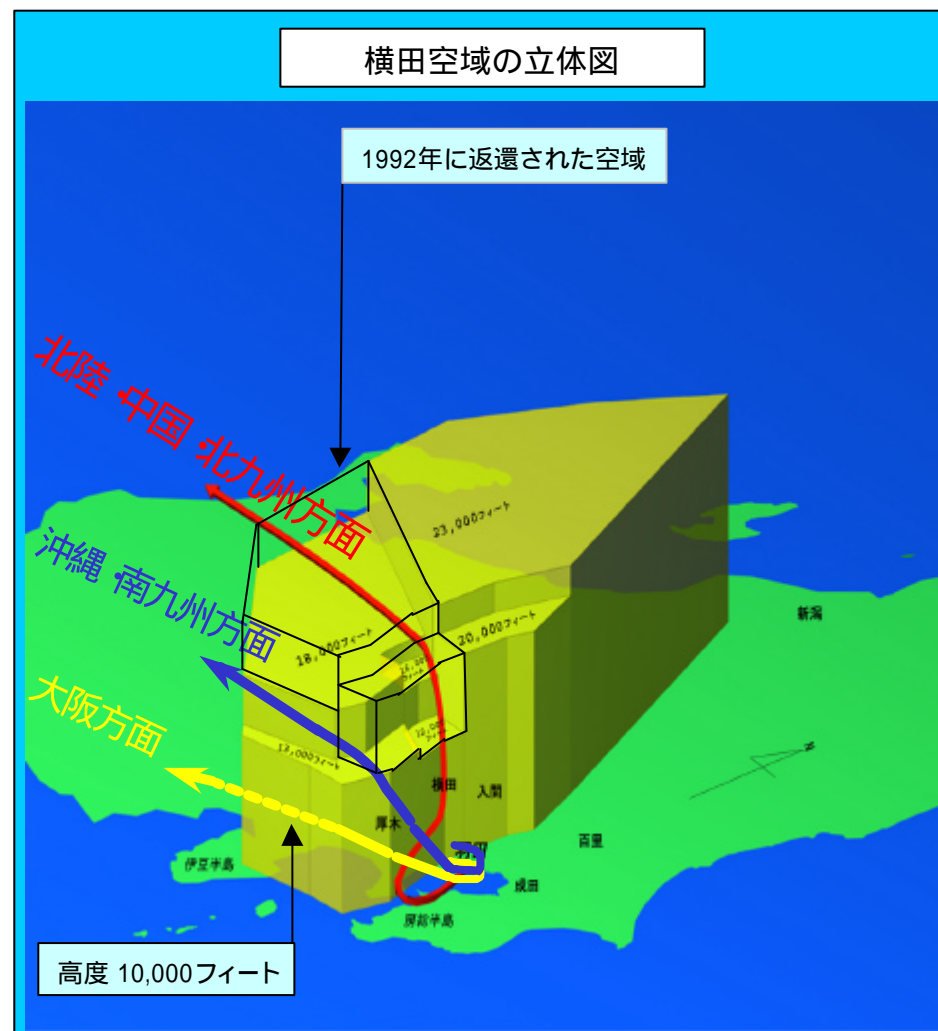 横田空域の立体図
1992年に返還された空域
北陸・中国・北九州方面
23,000フィート
沖縄・南九州方面
18,000フィート
20,000フィート
新潟
大阪方面
12,000フィート
横田
入間
厚木
羽田
百里
伊豆半島
成田
房総半島
高度 10,000フィート